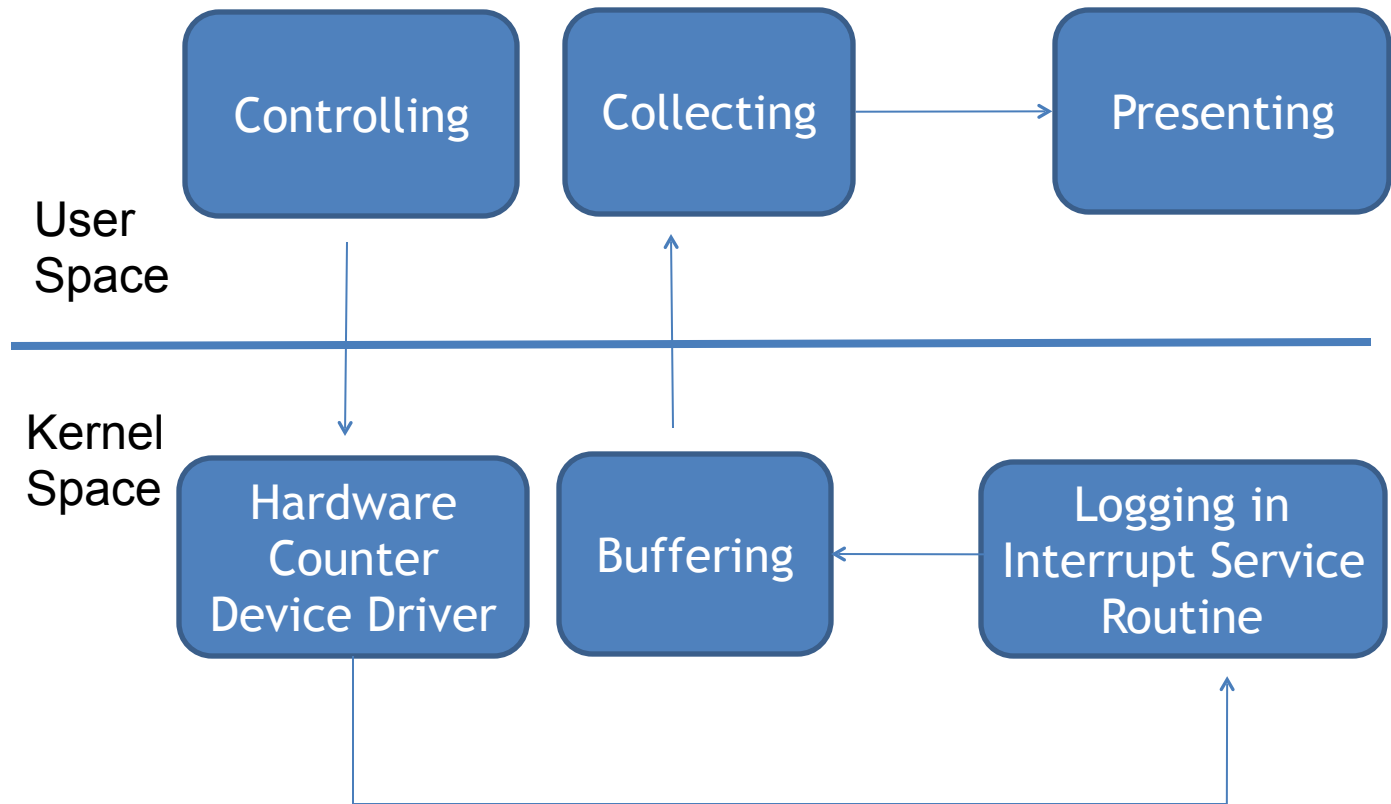 Controlling
Collecting
Presenting
User
Space
Kernel
Space
Hardware
Counter
Device Driver
Buffering
Logging in
Interrupt Service
Routine